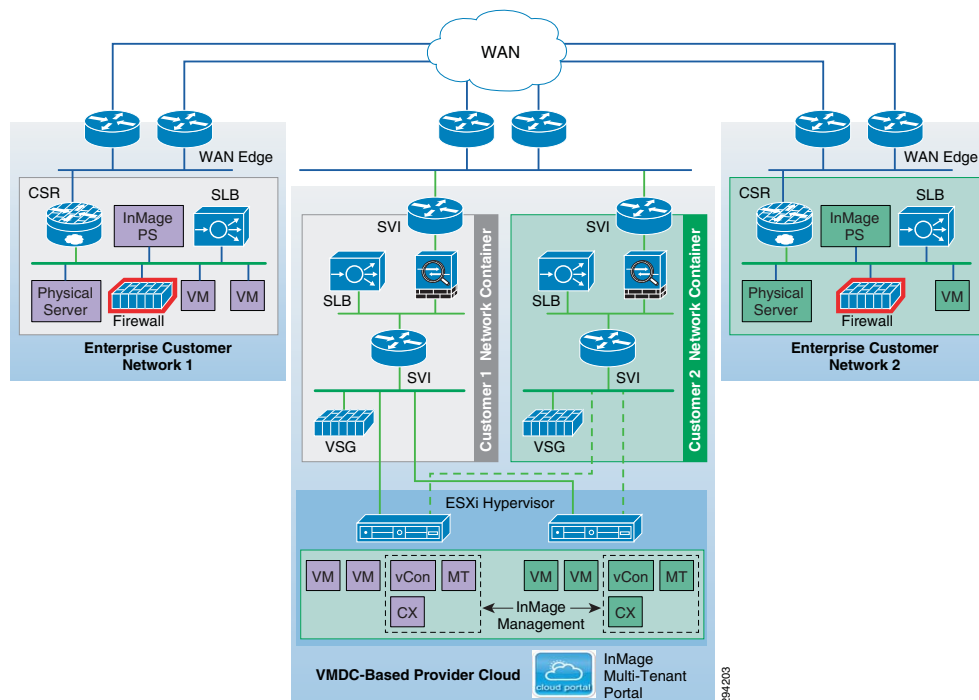 WAN
WAN Edge
CSR
InMage
PS
SLB
Physical
Server
Firewall
VM
VM
Enterprise Customer
Network 1
SVI
SLB
SVI
VSG
Customer 1 Network Container
SVI
SLB
SVI
VSG
Customer 2 Network Container
WAN Edge
CSR
InMage
PS
SLB
Physical
Server
Firewall
VM
Enterprise Customer
Network 2
ESXi Hypervisor
VM
VM
vCon
MT
CX
InMage
Management
VM
VM
vCon
MT
CX
VMDC-Based Provider Cloud
cloud portal
InMage
Multi-Tenant
Portal
294203